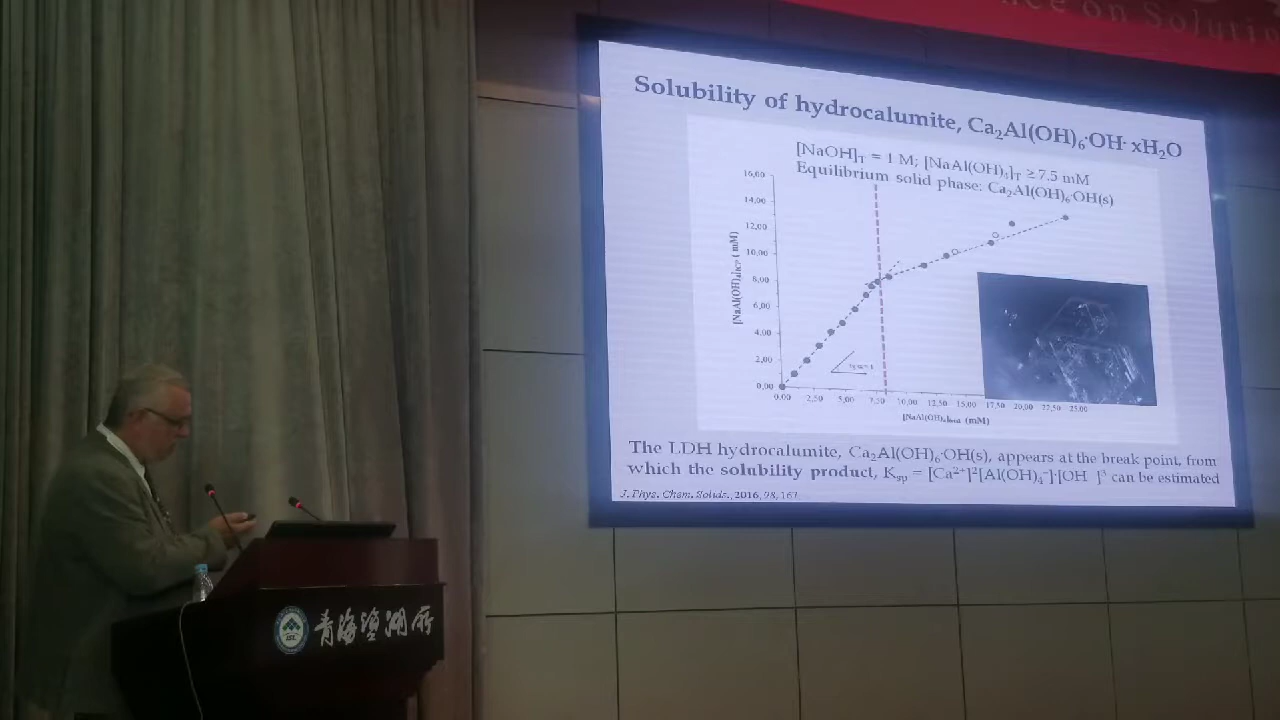 ce on Solutio
Solubility of hydrocalumite, Ca₂Al(OH)₆·OH· xH₂O
[NaOH]T = 1 M; [NaAl(OH)₄]T ≥ 7.5 mM
Equilibrium solid phase: Ca₂Al(OH)₆·OH(s)
16,00
14,00
12,00
10,00
8,00
6,00
4,00
2,00
0,00
0.00 2,50 5,00 7,50 10,00 12,50 15,00 17,50 20,00 22,50 25,00
(mM)
The LDH hydrocalumite, Ca₂Al(OH)₆·OH(s), appears at the break point, from
which the solubility product, Kₛₚ = [Ca²⁺]²[Al(OH)₄⁻]·[OH⁻]³ can be estimated
J. Phys. Chem. Solids., 2016, 98, 167
青海盐湖所